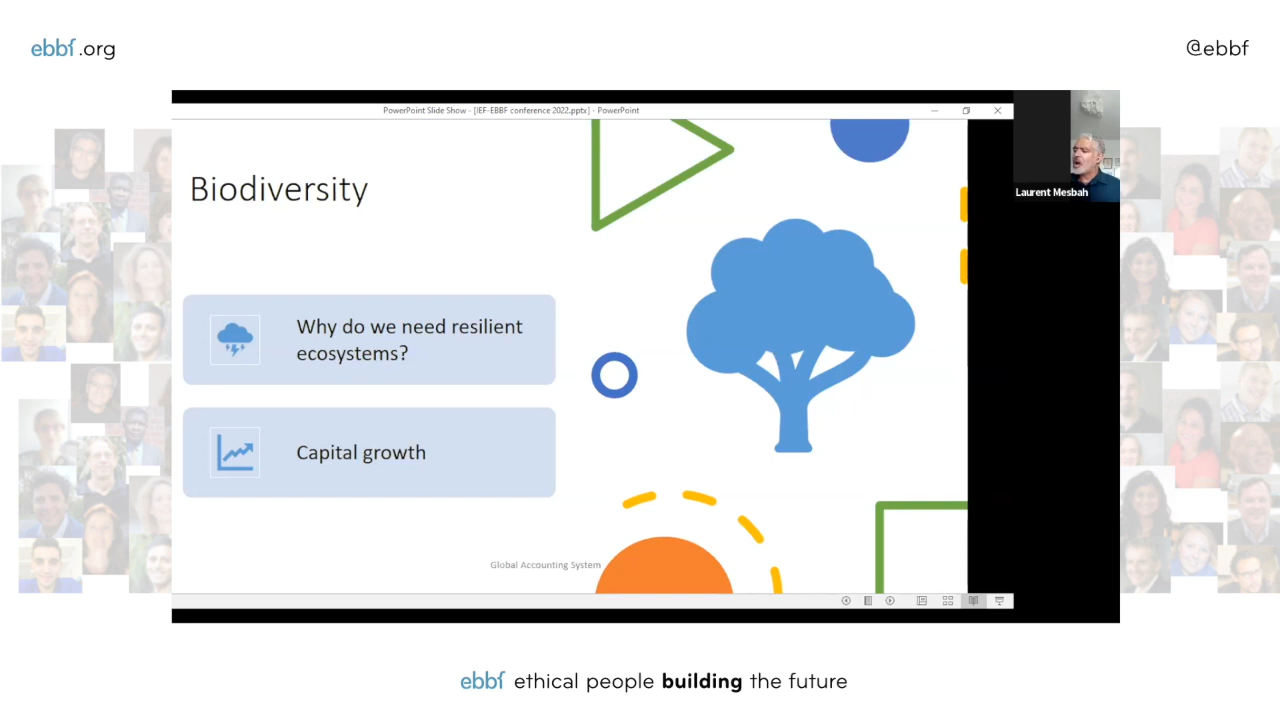 ebbf.org
@ebbf
PowerPoint Slide Show - [IEF-EBBF conference 2022.pptx] - PowerPoint
Laurent Mesbah
Biodiversity
Why do we need resilient
ecosystems?
Capital growth
Global Accounting System
ebbf ethical people building the future